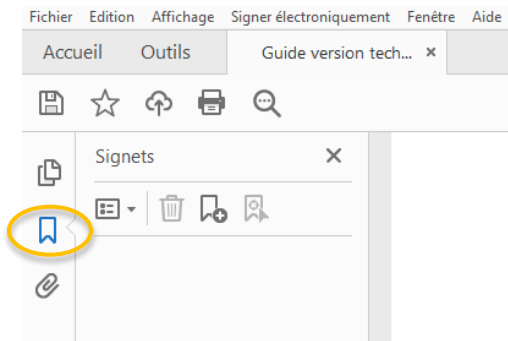 Fichier Edition Affichage Signer électroniquement Fenêtre Aide
Accueil Outils Guide version tech... ×
Signets ×